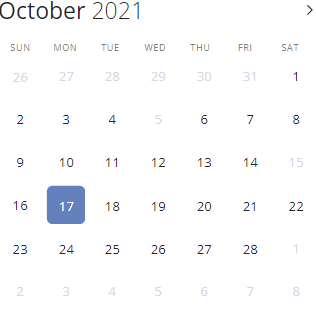 October 2021 >
SUN MON TUE WED THU FRI SAT
26 27 28 29 30 31 1
2 3 4 5 6 7 8
9 10 11 12 13 14 15
16 17 18 19 20 21 22
23 24 25 26 27 28 1
2 3 4 5 6 7 8